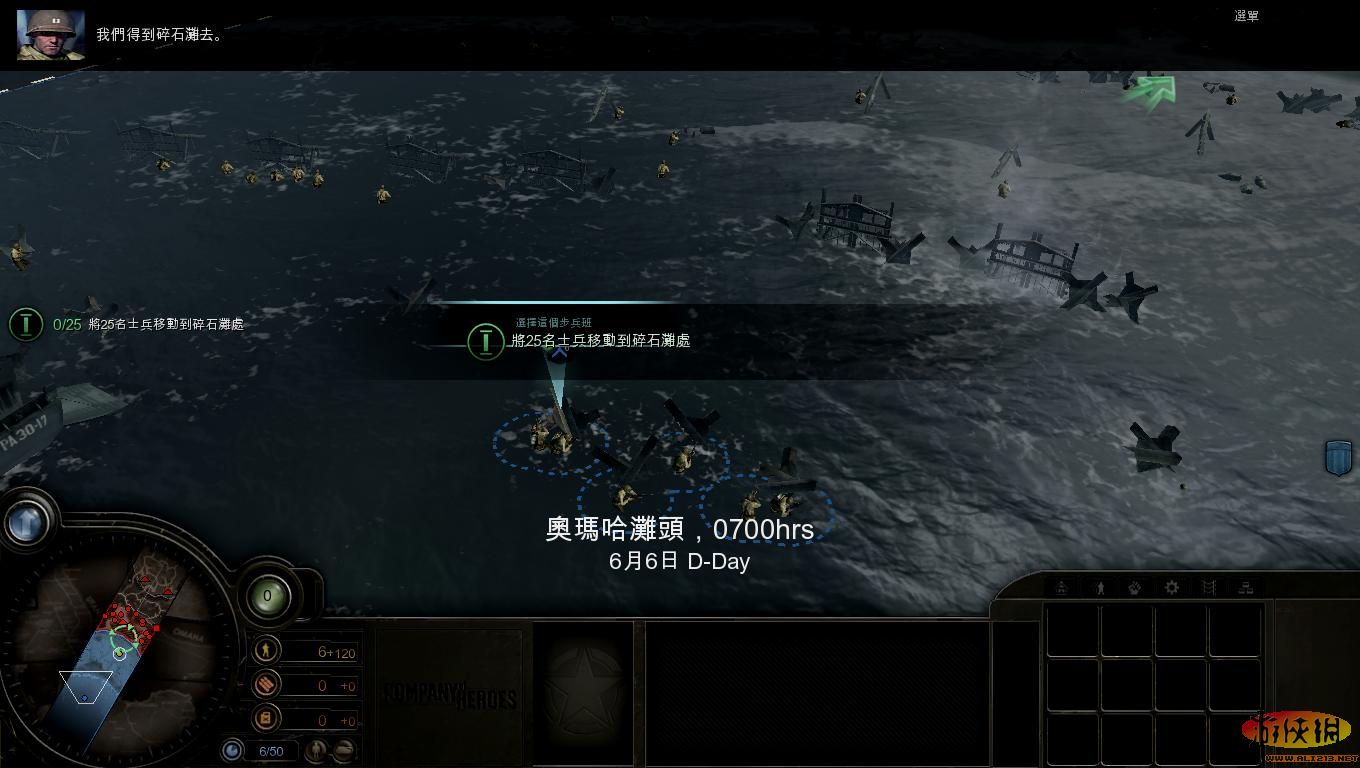 我們得到碎石灘去。
選單
0/25 將25名士兵移動到碎石灘處
選擇這個步兵班
將25名士兵移動到碎石灘處
PA 30-17
奧瑪哈灘頭，0700hrs
6月6日 D-Day
0
OMAHA
6+120
0 +0
0 +0
6/50
COMPANY OF HEROES
游侠网
WWW.ALI213.NET